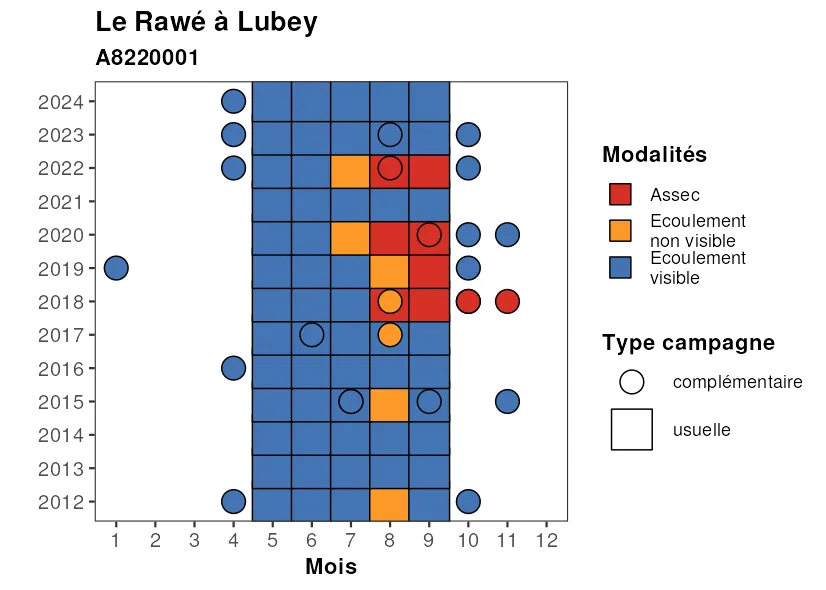 Le Rawé à Lubey
A8220001
2024
2023
2022
2021
2020
2019
2018
2017
2016
2015
2014
2013
2012
1 2 3 4 5 6 7 8 9 10 11 12
Mois
Modalités
Assec
Ecoulement
non visible
Ecoulement
visible
Type campagne
complémentaire
usuelle